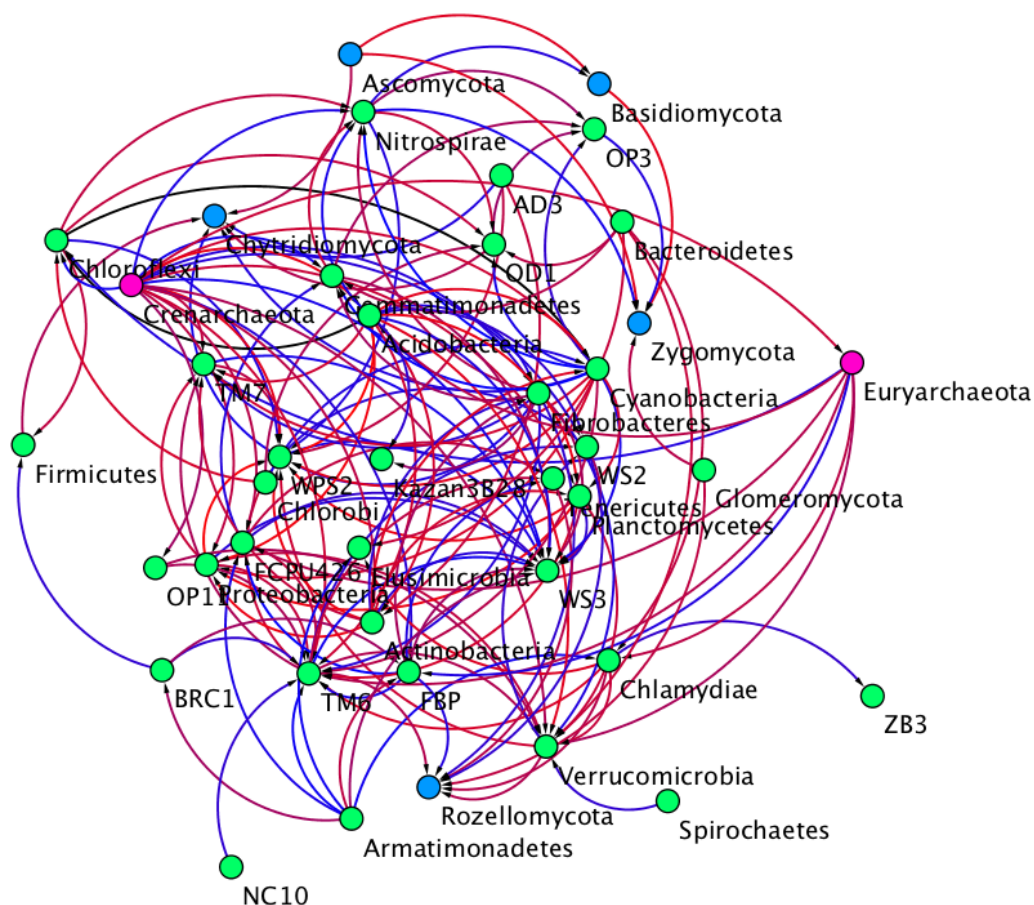 Ascomycota
Basidiomycota
Nitrospirae
OP3
AD3
Chytridiomycota
Bacteroidetes
Chloroflexi
OD1
Crenarchaeota
Gemmatimonadetes
Acidobacteria
Zygomycota
TM7
Cyanobacteria
Euryarchaeota
Fibrobacteres
Firmicutes
WPS2
Kazan3B28
WS2
Glomeromycota
Chlorobi
Tenericutes
Planctomycetes
FCPU426
Elusimicrobia
OP11
Proteobacteria
WS3
Actinobacteria
BRC1
TM6
FBP
Chlamydiae
ZB3
Verrucomicrobia
Rozellomycota
Spirochaetes
Armatimonadetes
NC10